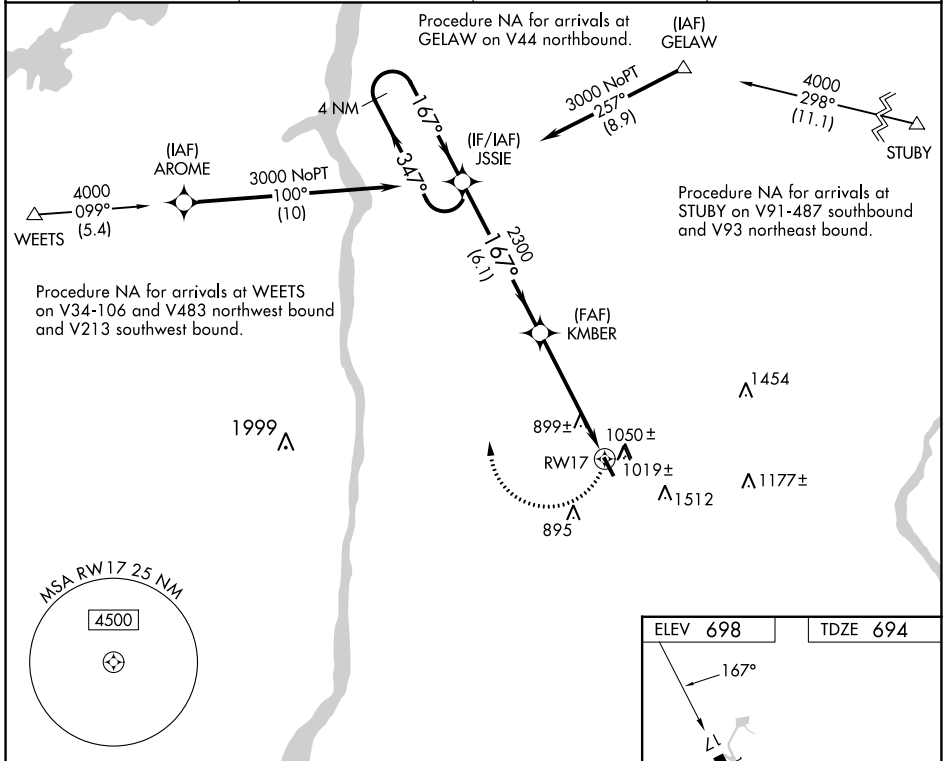 Procedure NA for arrivals at
GELAW on V44 northbound.
(IAF)
GELAW
3000 NoPT
257°
(8.9)
4000
298°
(11.1)
STUBY
4 NM
167°
347°
(IF/IAF)
JSSIE
(IAF)
AROME
3000 NoPT
100°
(10)
4000
099°
(5.4)
WEETS
Procedure NA for arrivals at
STUBY on V91-487 southbound
and V93 northeast bound.
2300
167°
(6.1)
Procedure NA for arrivals at WEETS
on V34-106 and V483 northwest bound
and V213 southwest bound.
(FAF)
KMBER
1454
1999
899±
1050±
RW17
1019±
1177±
1512
895
MSA RW17 25 NM
4500
ELEV 698
TDZE 694
167°
17